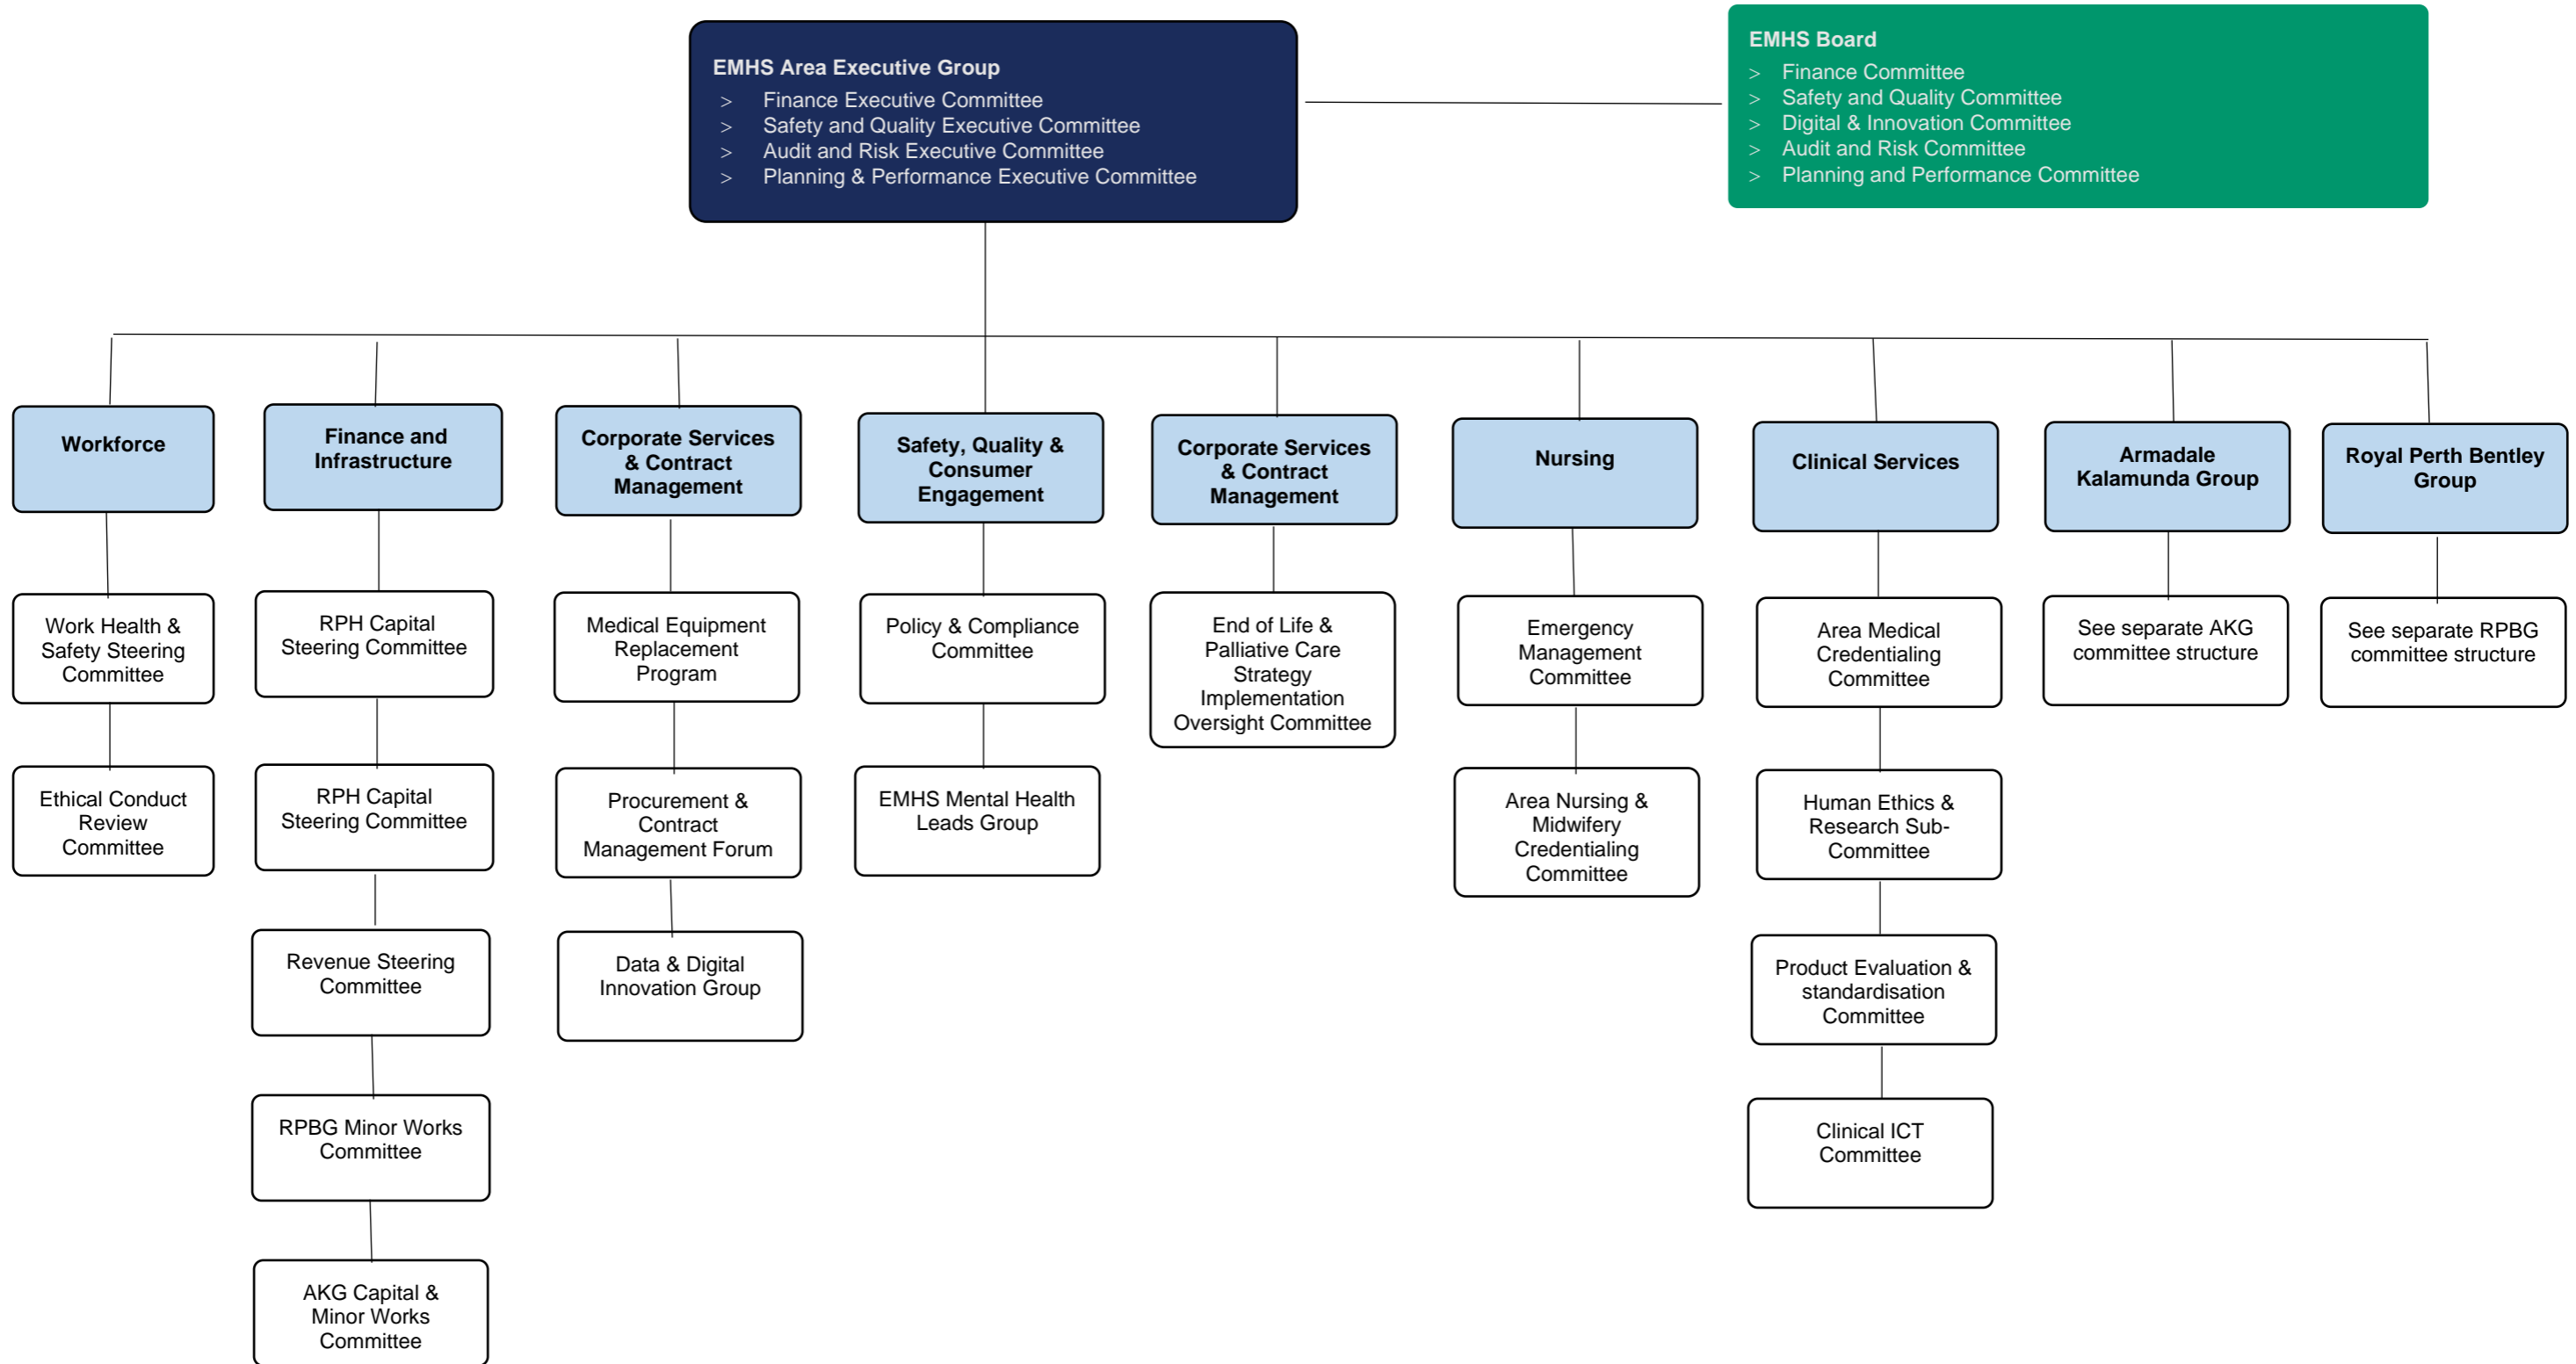 EMHS Area Executive Group
> Finance Executive Committee
> Safety and Quality Executive Committee
> Audit and Risk Executive Committee
> Planning & Performance Executive Committee
EMHS Board
> Finance Committee
> Safety and Quality Committee
> Digital & Innovation Committee
> Audit and Risk Committee
> Planning and Performance Committee
Workforce
Finance and
Infrastructure
Corporate Services
& Contract
Management
Safety, Quality &
Consumer
Engagement
Corporate Services
& Contract
Management
Nursing
Clinical Services
Armadale
Kalamunda Group
Royal Perth Bentley
Group
Work Health &
Safety Steering
Committee
RPH Capital
Steering Committee
Medical Equipment
Replacement
Program
Policy & Compliance
Committee
End of Life &
Palliative Care
Strategy
Implementation
Oversight Committee
Emergency
Management
Committee
Area Medical
Credentialing
Committee
See separate AKG
committee structure
See separate RPBG
committee structure
Ethical Conduct
Review
Committee
RPH Capital
Steering Committee
Procurement &
Contract
Management Forum
EMHS Mental Health
Leads Group
Area Nursing &
Midwifery
Credentialing
Committee
Human Ethics &
Research Sub-
Committee
Revenue Steering
Committee
Data & Digital
Innovation Group
Product Evaluation &
standardisation
Committee
RPBG Minor Works
Committee
Clinical ICT
Committee
AKG Capital &
Minor Works
Committee